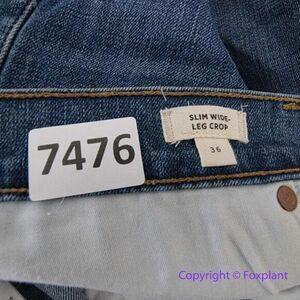 SLIM WIDE-
LEG CROP
36
7476
Copyright © Foxplant